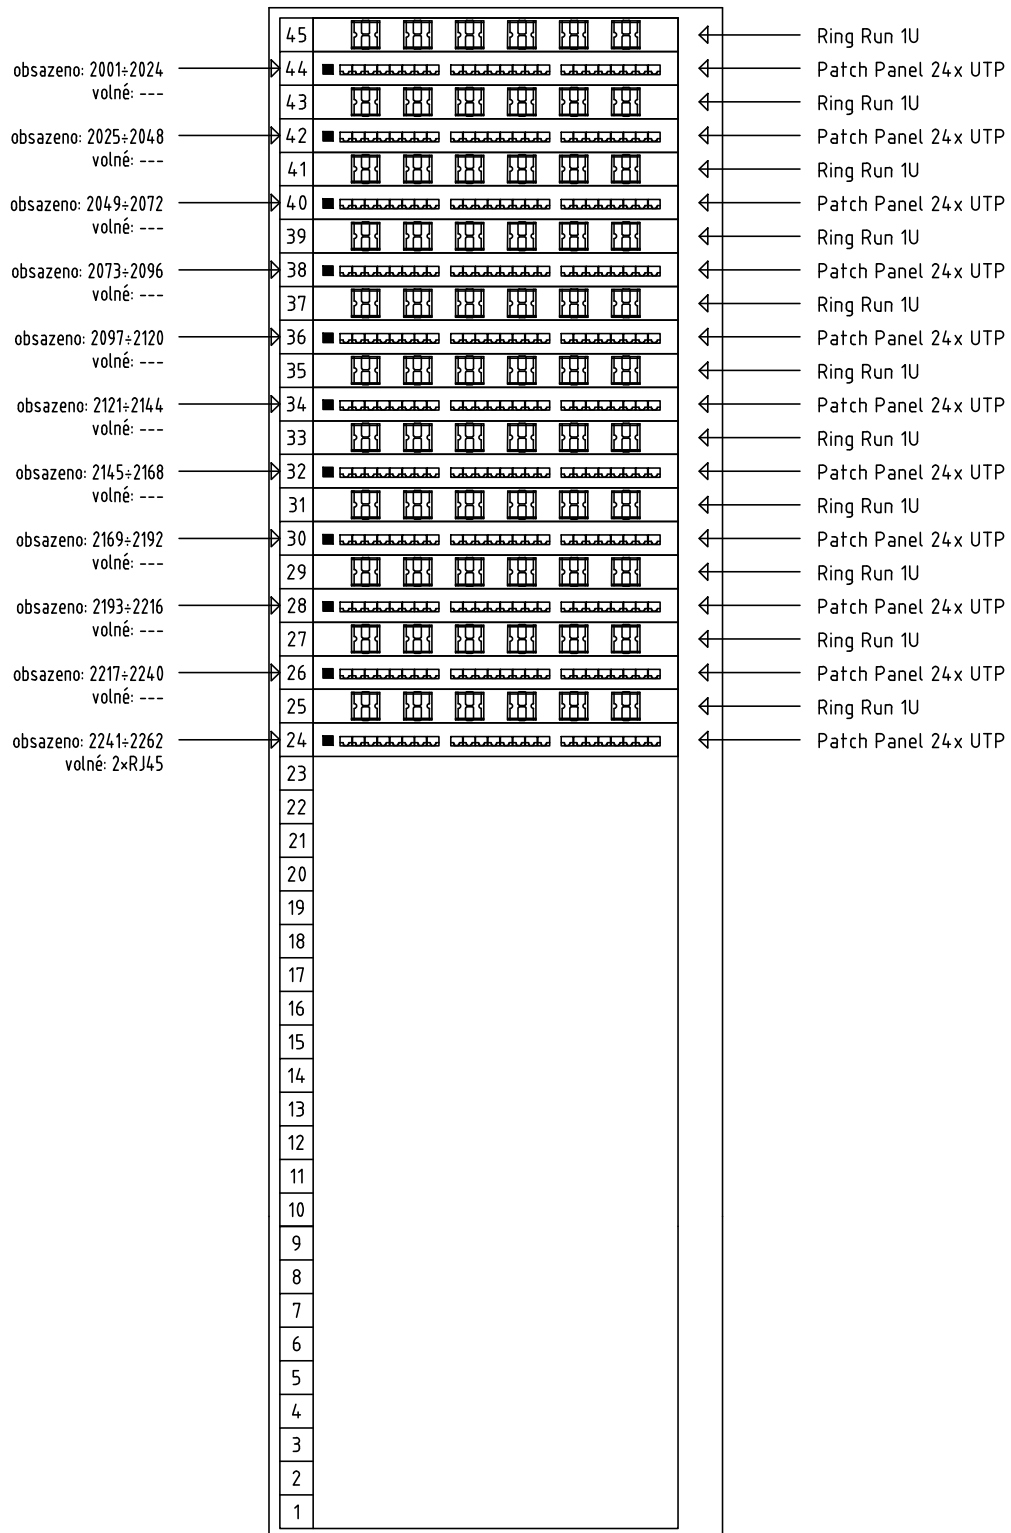 45 Ring Run 1U
obsazeno: 2001÷2024 44 Patch Panel 24x UTP
volné: ---
43 Ring Run 1U
obsazeno: 2025÷2048 42 Patch Panel 24x UTP
volné: ---
41 Ring Run 1U
obsazeno: 2049÷2072 40 Patch Panel 24x UTP
volné: ---
39 Ring Run 1U
obsazeno: 2073÷2096 38 Patch Panel 24x UTP
volné: ---
37 Ring Run 1U
obsazeno: 2097÷2120 36 Patch Panel 24x UTP
volné: ---
35 Ring Run 1U
obsazeno: 2121÷2144 34 Patch Panel 24x UTP
volné: ---
33 Ring Run 1U
obsazeno: 2145÷2168 32 Patch Panel 24x UTP
volné: ---
31 Ring Run 1U
obsazeno: 2169÷2192 30 Patch Panel 24x UTP
volné: ---
29 Ring Run 1U
obsazeno: 2193÷2216 28 Patch Panel 24x UTP
volné: ---
27 Ring Run 1U
obsazeno: 2217÷2240 26 Patch Panel 24x UTP
volné: ---
25 Ring Run 1U
obsazeno: 2241÷2262 24 Patch Panel 24x UTP
volné: 2×RJ45
23
22
21
20
19
18
17
16
15
14
13
12
11
10
9
8
7
6
5
4
3
2
1